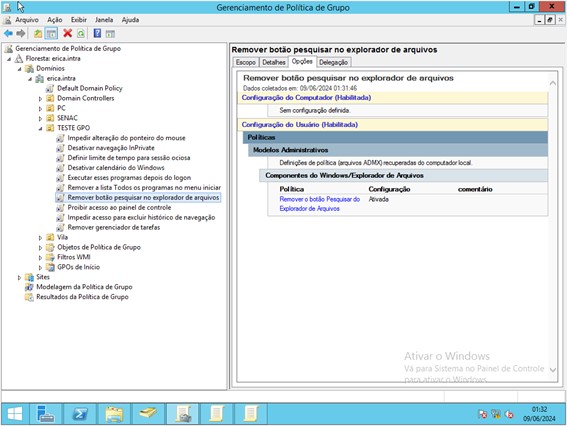 Gerenciamento de Política de Grupo
Arquivo Ação Exibir Janela Ajuda
Gerenciamento de Política de Grupo
Floresta: erica.intra
Domínios
erica.intra
Default Domain Policy
Domain Controllers
PC
SENAC
TESTE GPO
Impedir alteração do ponteiro do mouse
Desativar navegação InPrivate
Definir limite de tempo para sessão ociosa
Desativar calendário do Windows
Executar esses programas depois do logon
Remover a lista Todos os programas no menu iniciar
Remover botão pesquisar no explorador de arquivos
Proibir acesso ao painel de controle
Impedir acesso para excluir histórico de navegação
Remover gerenciador de tarefas
Vila
Objetos de Política de Grupo
Filtros WMI
GPOs de Início
Sites
Modelagem da Política de Grupo
Resultados da Política de Grupo
Remover botão pesquisar no explorador de arquivos
Escopo Detalhes Opções Delegação
Remover botão pesquisar no explorador de arquivos
Dados coletados em: 09/06/2024 01:31:46
Configuração do Computador (Habilitada)
Sem configuração definida.
Configuração do Usuário (Habilitada)
Políticas
Modelos Administrativos
Definições de política (arquivos ADMX) recuperadas do computador local.
Componentes do Windows/Explorador de Arquivos
Política Configuração comentário
Remover o botão Pesquisar do Ativada
Explorador de Arquivos
Ativar o Windows
Vá para Sistema no Painel de Controle
para ativar o Windows.
01:32
09/06/2024